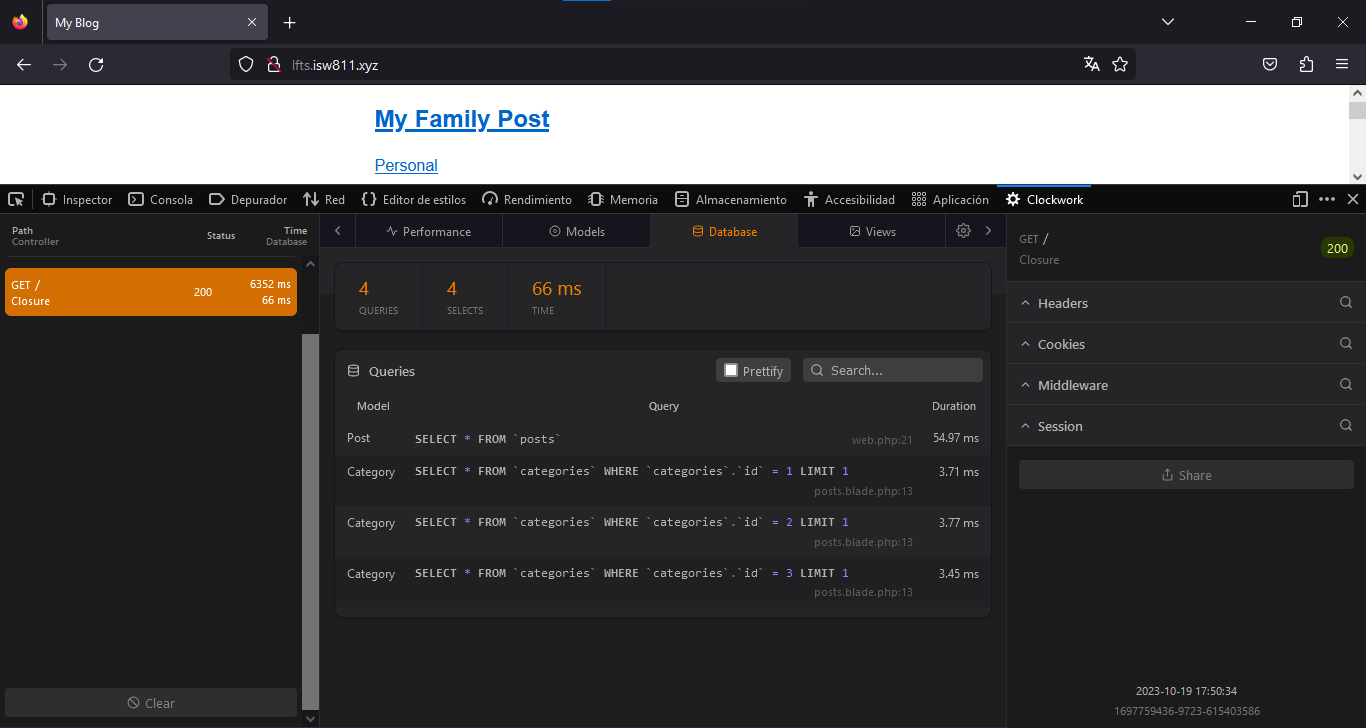 My Blog
lfts.isw811.xyz
My Family Post
Personal
Inspector Consola Depurador Red Editor de estilos Rendimiento Memoria Almacenamiento Accesibilidad Aplicación Clockwork
Path Status Time
Controller Database
GET / 200 6352 ms
Closure 66 ms
Clear
Performance Models Database Views
4 4 66 ms
QUERIES SELECTS TIME
Queries Prettify Search...
Model Query Duration
Post SELECT * FROM `posts` web.php:21 54.97 ms
Category SELECT * FROM `categories` WHERE `categories`.`id` = 1 LIMIT 1 3.71 ms
posts.blade.php:13
Category SELECT * FROM `categories` WHERE `categories`.`id` = 2 LIMIT 1 3.77 ms
posts.blade.php:13
Category SELECT * FROM `categories` WHERE `categories`.`id` = 3 LIMIT 1 3.45 ms
posts.blade.php:13
GET / 200
Closure
Headers
Cookies
Middleware
Session
Share
2023-10-19 17:50:34
1697759436-9723-615403586